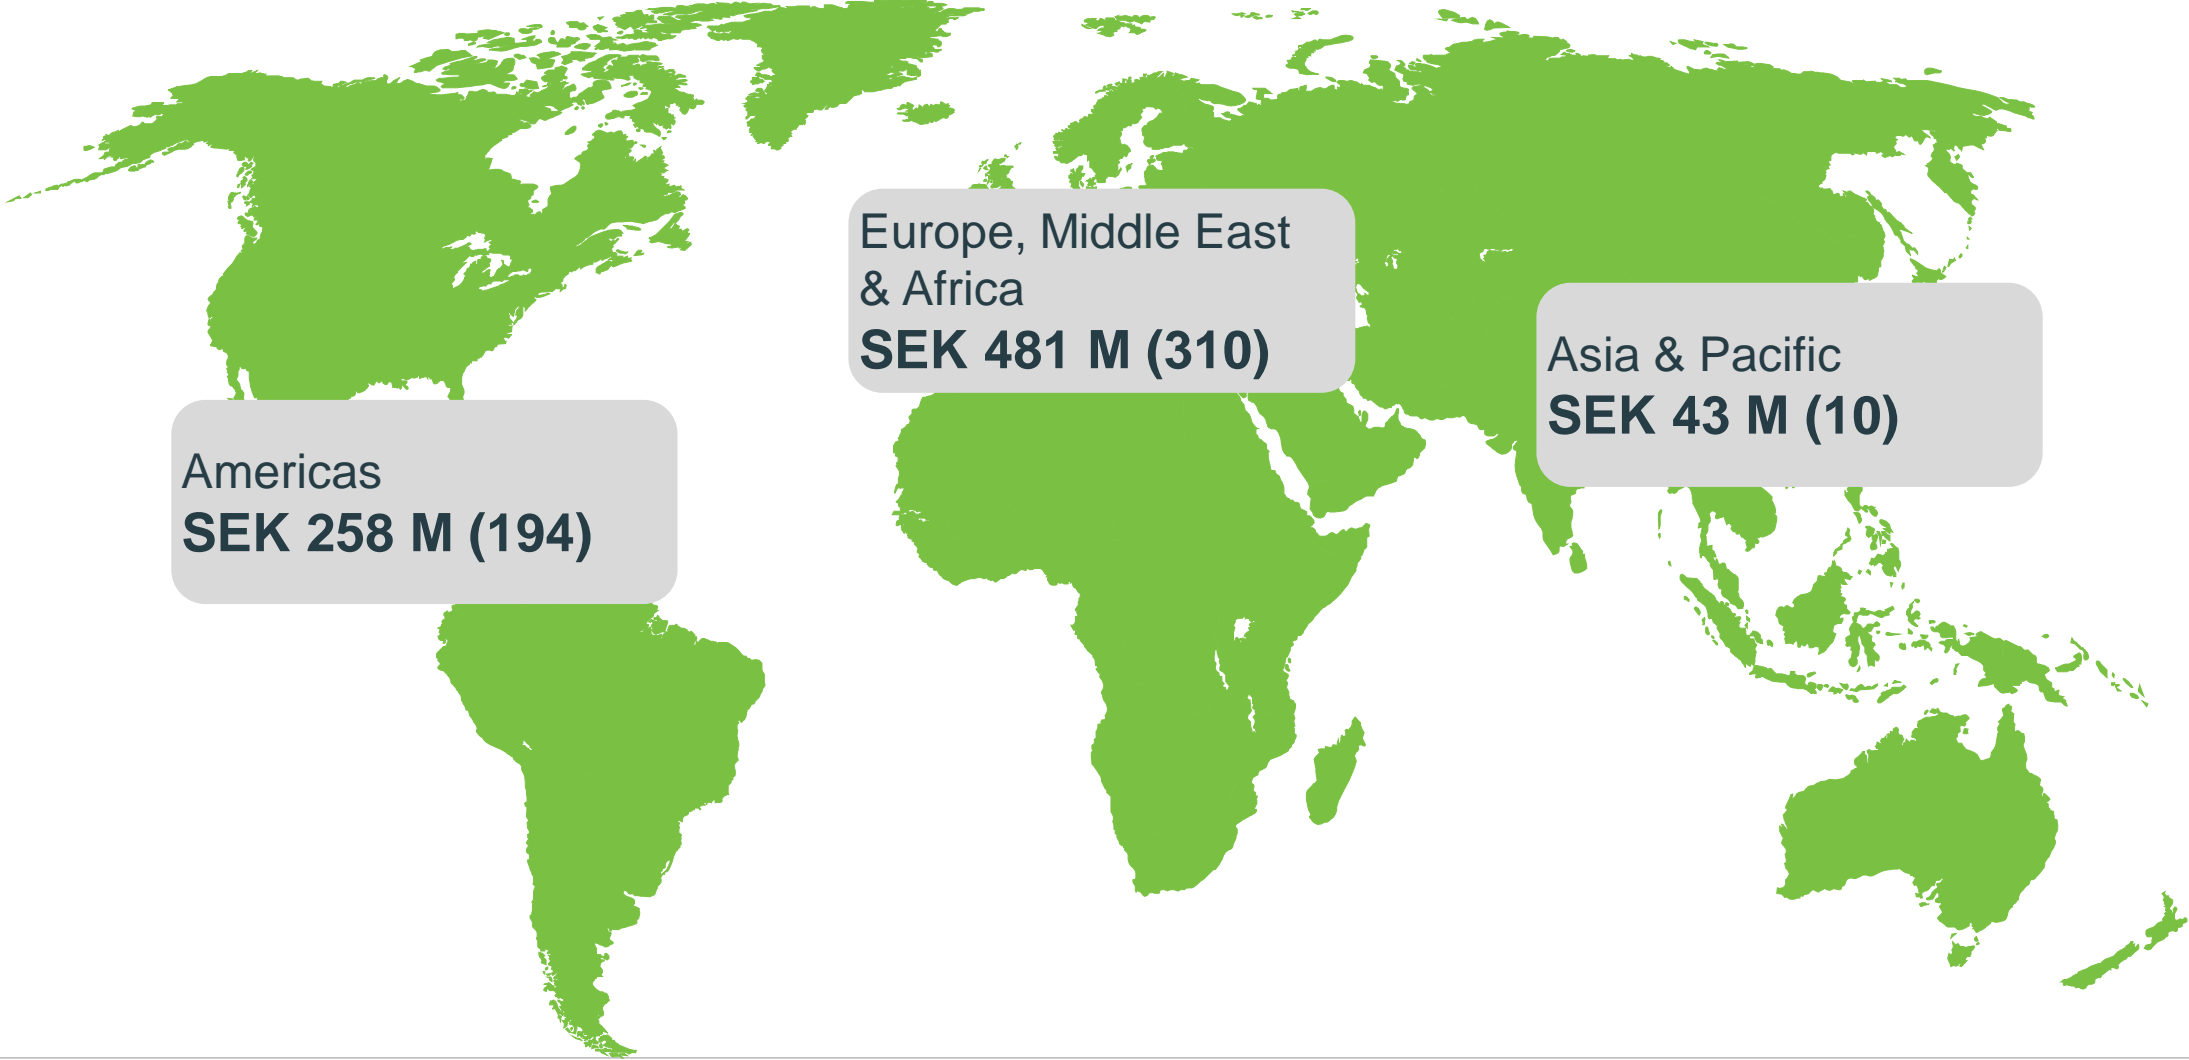 Europe, Middle East
& Africa
SEK 481 M (310)
Asia & Pacific
SEK 43 M (10)
Americas
SEK 258 M (194)